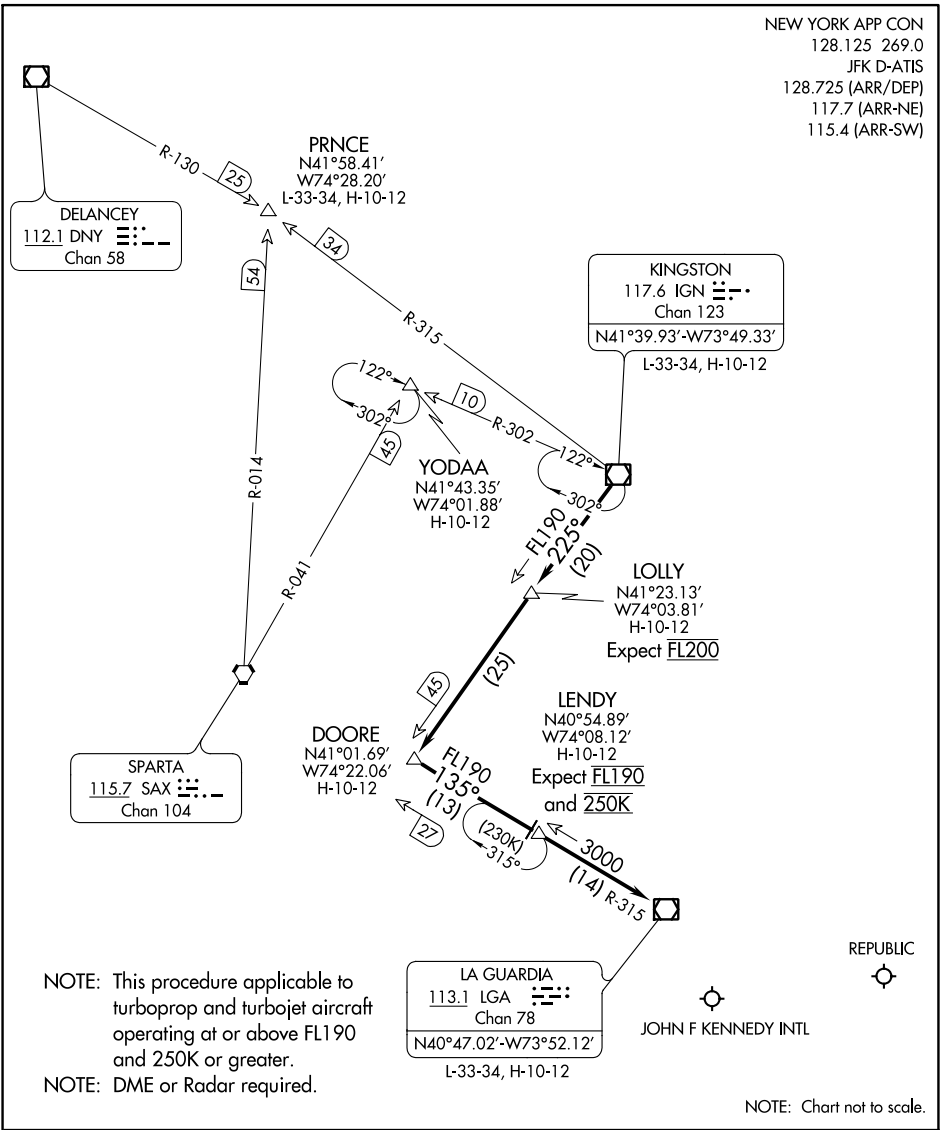 NEW YORK APP CON
128.125 269.0
JFK D-ATIS
128.725 (ARR/DEP)
117.7 (ARR-NE)
115.4 (ARR-SW)
PRNCE
N41°58.41'
W74°28.20'
L-33-34, H-10-12
R-130
25
DELANCEY
112.1 DNY
Chan 58
34
54
R-315
KINGSTON
117.6 IGN
Chan 123
N41°39.93'-W73°49.33'
L-33-34, H-10-12
122°
302°
10
R-302
45
122°
302°
YODAA
N41°43.35'
W74°01.88'
H-10-12
R-014
R-041
FL190
225°
(20)
LOLLY
N41°23.13'
W74°03.81'
H-10-12
Expect FL200
(25)
45
LENDY
N40°54.89'
W74°08.12'
H-10-12
Expect FL190
and 250K
DOORE
N41°01.69'
W74°22.06'
H-10-12
FL190
135°
(13)
27
(230K)
315°
3000
(14) R-315
SPARTA
115.7 SAX
Chan 104
LA GUARDIA
113.1 LGA
Chan 78
N40°47.02'-W73°52.12'
L-33-34, H-10-12
REPUBLIC
JOHN F KENNEDY INTL
NOTE: This procedure applicable to
turboprop and turbojet aircraft
operating at or above FL190
and 250K or greater.
NOTE: DME or Radar required.
NOTE: Chart not to scale.